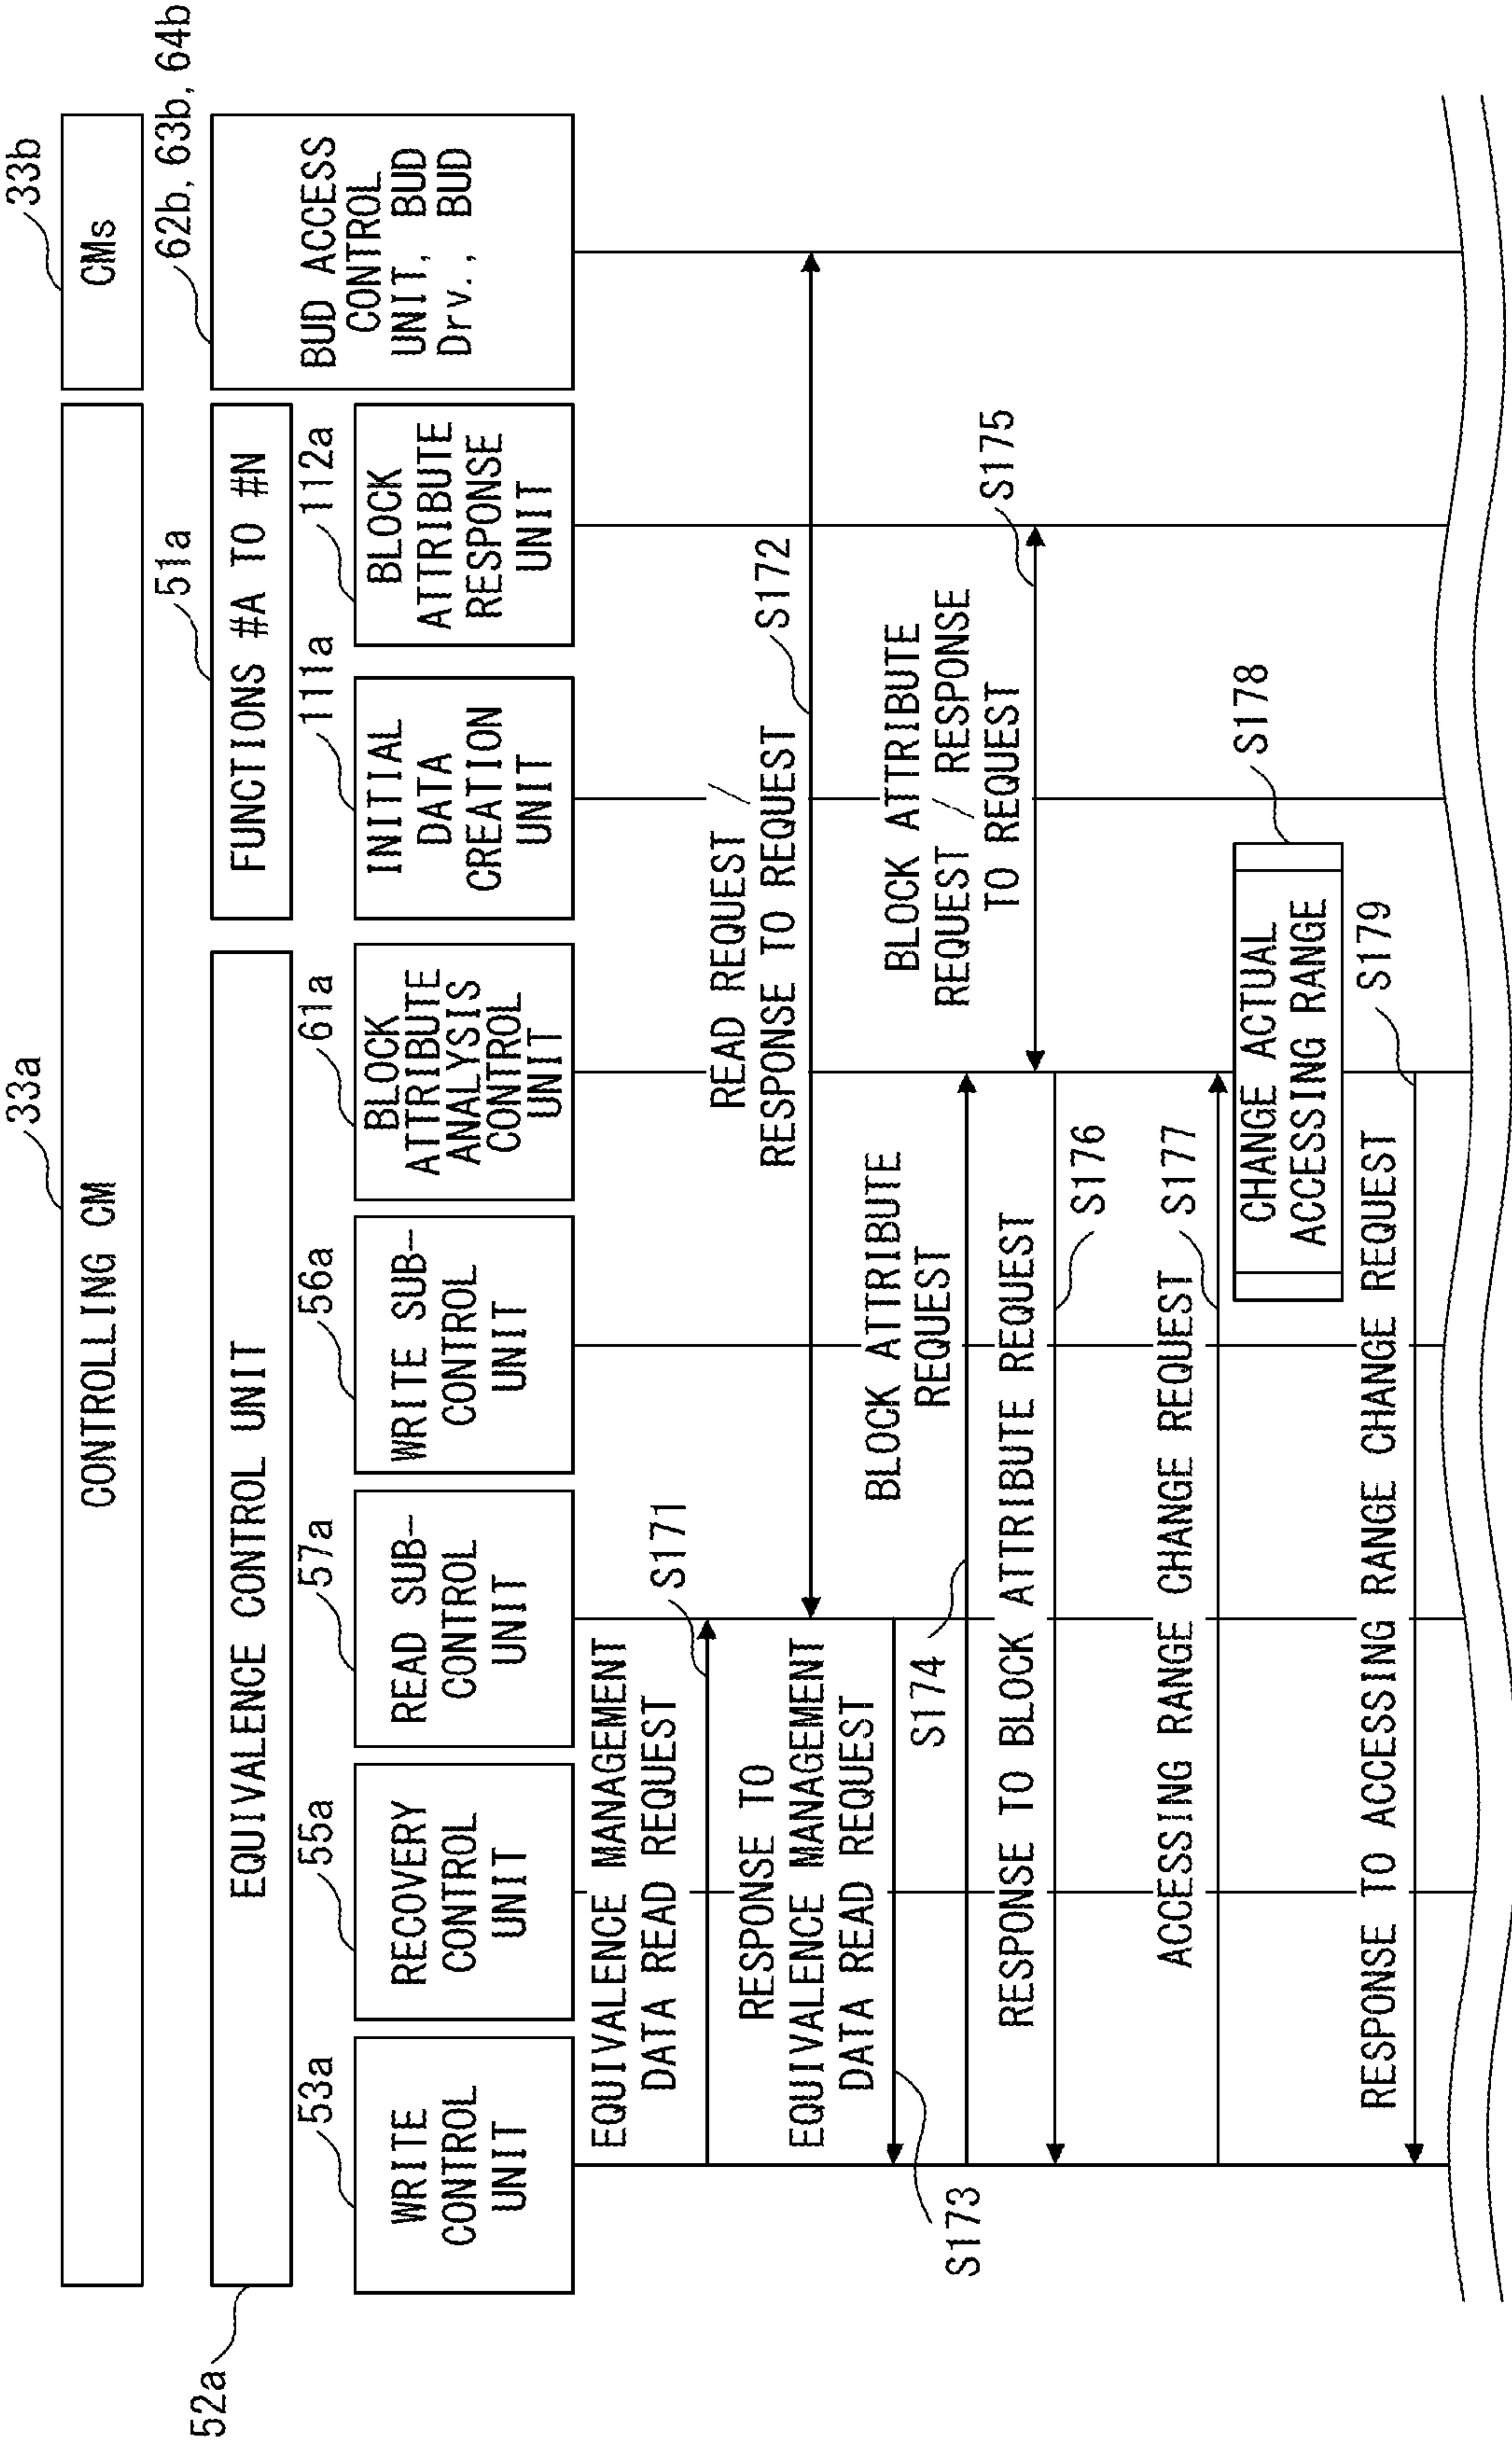 33a
33b
CONTROLLING CM
CMs
52a
51a
62b, 63b, 64b
EQUIVALENCE CONTROL UNIT
FUNCTIONS #A TO #N
BUD ACCESS
CONTROL
UNIT, BUD
Drv., BUD
53a
55a
57a
56a
61a
111a
112a
WRITE
CONTROL
UNIT
RECOVERY
CONTROL
UNIT
READ SUB-
CONTROL
UNIT
WRITE SUB-
CONTROL
UNIT
BLOCK
ATTRIBUTE
ANALYSIS
CONTROL
UNIT
INITIAL
DATA
CREATION
UNIT
BLOCK
ATTRIBUTE
RESPONSE
UNIT
EQUIVALENCE MANAGEMENT
DATA READ REQUEST
S171
READ REQUEST /
RESPONSE TO REQUEST
S172
RESPONSE TO
EQUIVALENCE MANAGEMENT
DATA READ REQUEST
S173
BLOCK ATTRIBUTE
REQUEST
S174
BLOCK ATTRIBUTE
REQUEST / RESPONSE
TO REQUEST
S175
RESPONSE TO BLOCK ATTRIBUTE REQUEST
S176
ACCESSING RANGE CHANGE REQUEST
S177
CHANGE ACTUAL
ACCESSING RANGE
S178
RESPONSE TO ACCESSING RANGE CHANGE REQUEST
S179